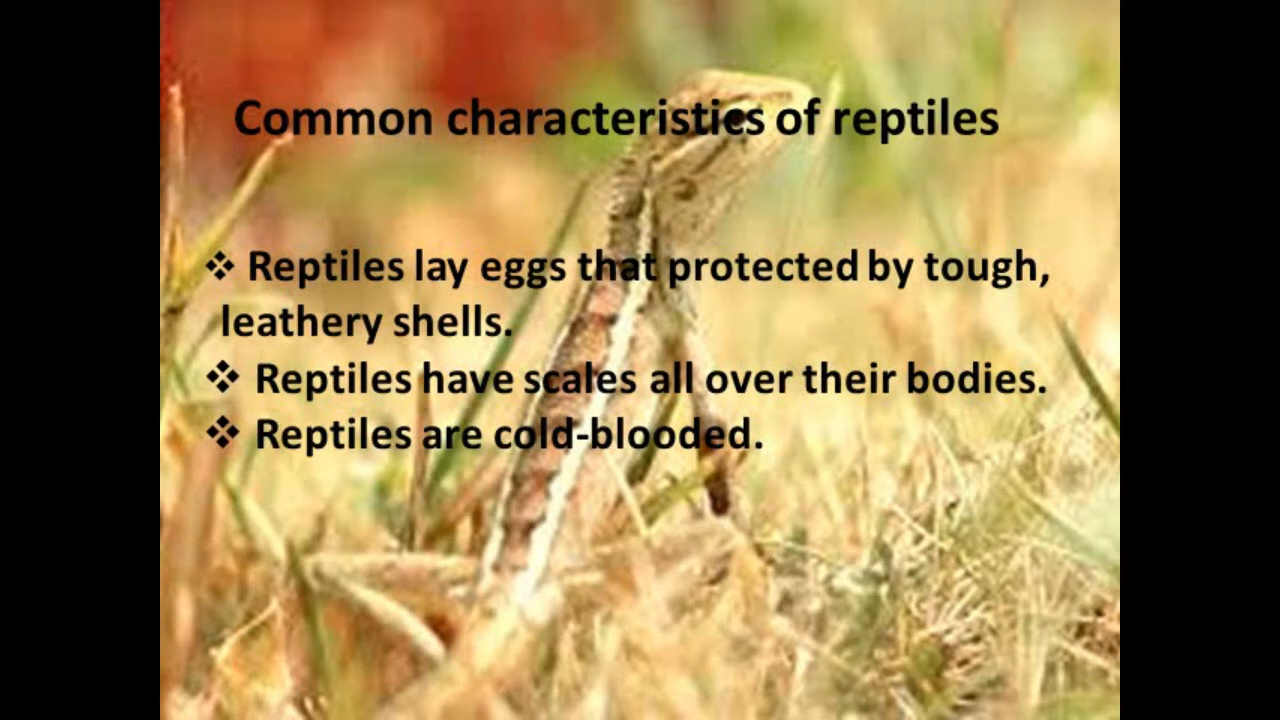 Common characteristics of reptiles
❖ Reptiles lay eggs that protected by tough,
leathery shells.
❖ Reptiles have scales all over their bodies.
❖ Reptiles are cold-blooded.